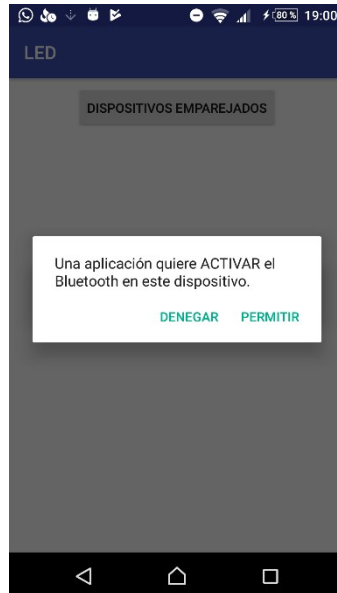 80% 19:00
LED
DISPOSITIVOS EMPAREJADOS
Una aplicación quiere ACTIVAR el
Bluetooth en este dispositivo.
DENEGAR PERMITIR